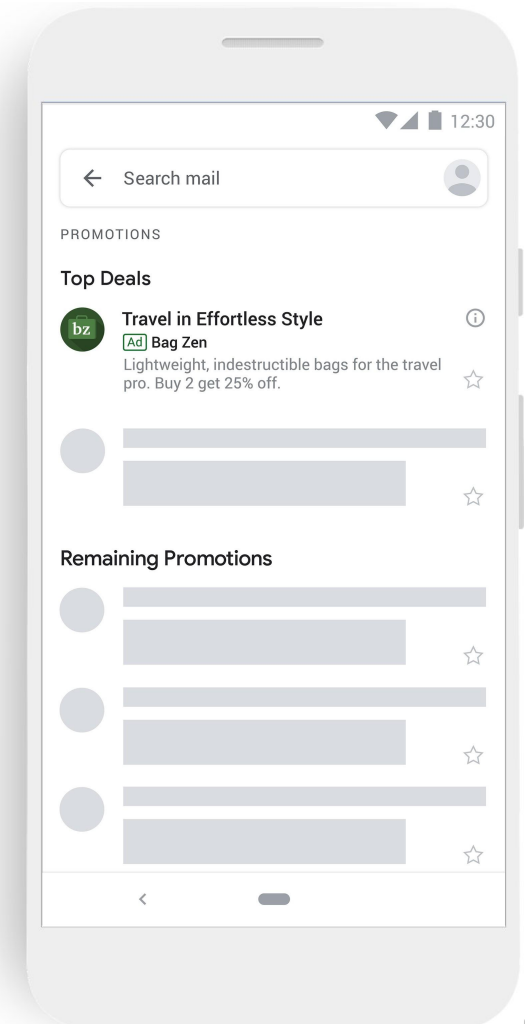 12:30
Search mail
PROMOTIONS
Top Deals
bz
Travel in Effortless Style
Ad Bag Zen
Lightweight, indestructible bags for the travel
pro. Buy 2 get 25% off.
Remaining Promotions